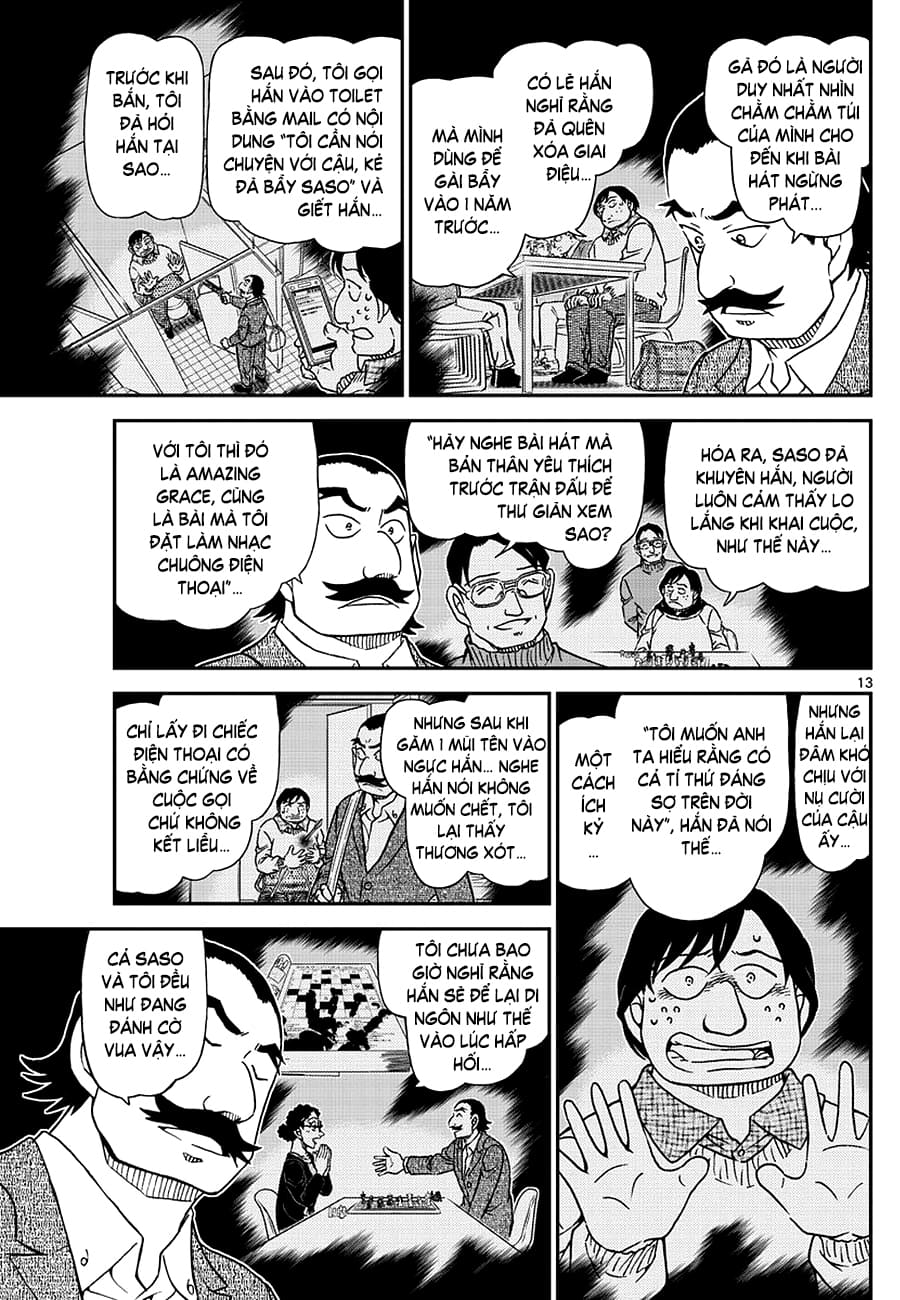 GÃ ĐÓ LÀ NGƯỜI
DUY NHẤT NHÌN
CHẰM CHẰM TÚI
CỦA MÌNH CHO
ĐẾN KHI BÀI
HÁT NGỪNG
PHÁT...
CÓ LẼ HẮN
NGHĨ RẰNG
ĐÃ QUÊN
XÓA GIAI
ĐIỆU...
MÀ MÌNH
DÙNG ĐỂ
GÀI BẪY
VÀO 1 NĂM
TRƯỚC...
SAU ĐÓ, TÔI GỌI
HẮN VÀO TOILET
BẰNG MAIL CÓ NỘI
DUNG "TÔI CẦN NÓI
CHUYỆN VỚI CẬU, KẺ
ĐÃ BẪY SASO" VÀ
GIẾT HẮN...
TRƯỚC KHI
BẮN, TÔI
ĐÃ HỎI
HẮN TẠI
SAO...
HÓA RA, SASO ĐÃ
KHUYÊN HẮN, NGƯỜI
LUÔN CẢM THẤY LO
LẮNG KHI KHAI CUỘC,
NHƯ THẾ NÀY...
"HÃY NGHE BÀI HÁT MÀ
BẢN THÂN YÊU THÍCH
TRƯỚC TRẬN ĐẤU ĐỂ
THƯ GIÃN XEM
SAO?
VỚI TÔI THÌ ĐÓ
LÀ AMAZING
GRACE, CŨNG
LÀ BÀI MÀ TÔI
ĐẶT LÀM NHẠC
CHUÔNG ĐIỆN
THOẠI"...
13
NHƯNG
HẮN LẠI
ĐÂM KHÓ
CHỊU VỚI
NỤ CƯỜI
CỦA CẬU
ẤY...
"TÔI MUỐN ANH
TA HIỂU RẰNG CÓ
CẢ TỈ THỨ ĐÁNG
SỢ TRÊN ĐỜI
NÀY", HẮN ĐÃ NÓI
THẾ...
MỘT
CÁCH
ÍCH
KỶ
...
NHƯNG SAU KHI
GĂM 1 MŨI TÊN VÀO
NGỰC HẮN... NGHE
HẮN NÓI KHÔNG
MUỐN CHẾT, TÔI
LẠI THẤY
THƯƠNG XÓT...
CHỈ LẤY ĐI CHIẾC
ĐIỆN THOẠI CÓ
BẰNG CHỨNG VỀ
CUỘC GỌI
CHỨ KHÔNG
KẾT LIỄU...
TÔI CHƯA BAO
GIỜ NGHĨ RẰNG
HẮN SẼ ĐỂ LẠI DI
NGÔN NHƯ THẾ
VÀO LÚC HẤP
HỐI.
CẢ SASO
VÀ TÔI ĐỀU
NHƯ ĐANG
ĐÁNH CỜ
VUA VẬY...